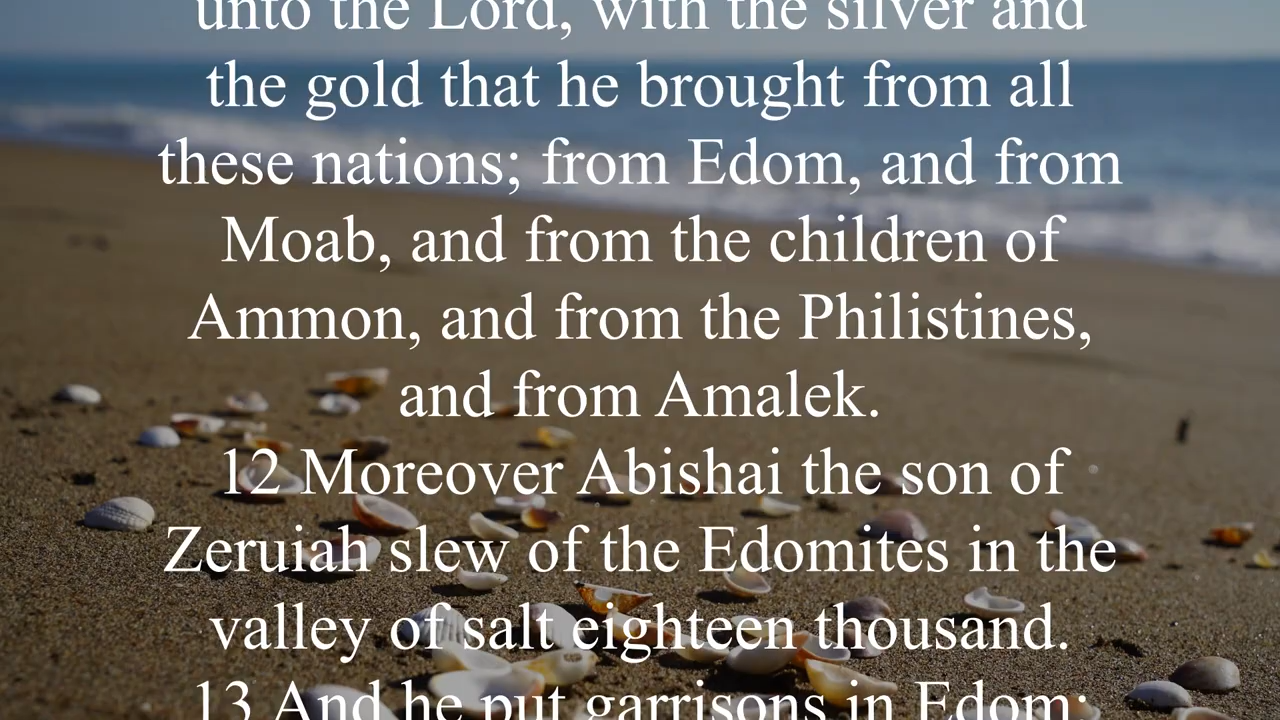 unto the Lord, with the silver and
the gold that he brought from all
these nations; from Edom, and from
Moab, and from the children of
Ammon, and from the Philistines,
and from Amalek.
12 Moreover Abishai the son of
Zeruiah slew of the Edomites in the
valley of salt eighteen thousand.
13 And he put garrisons in Edom;